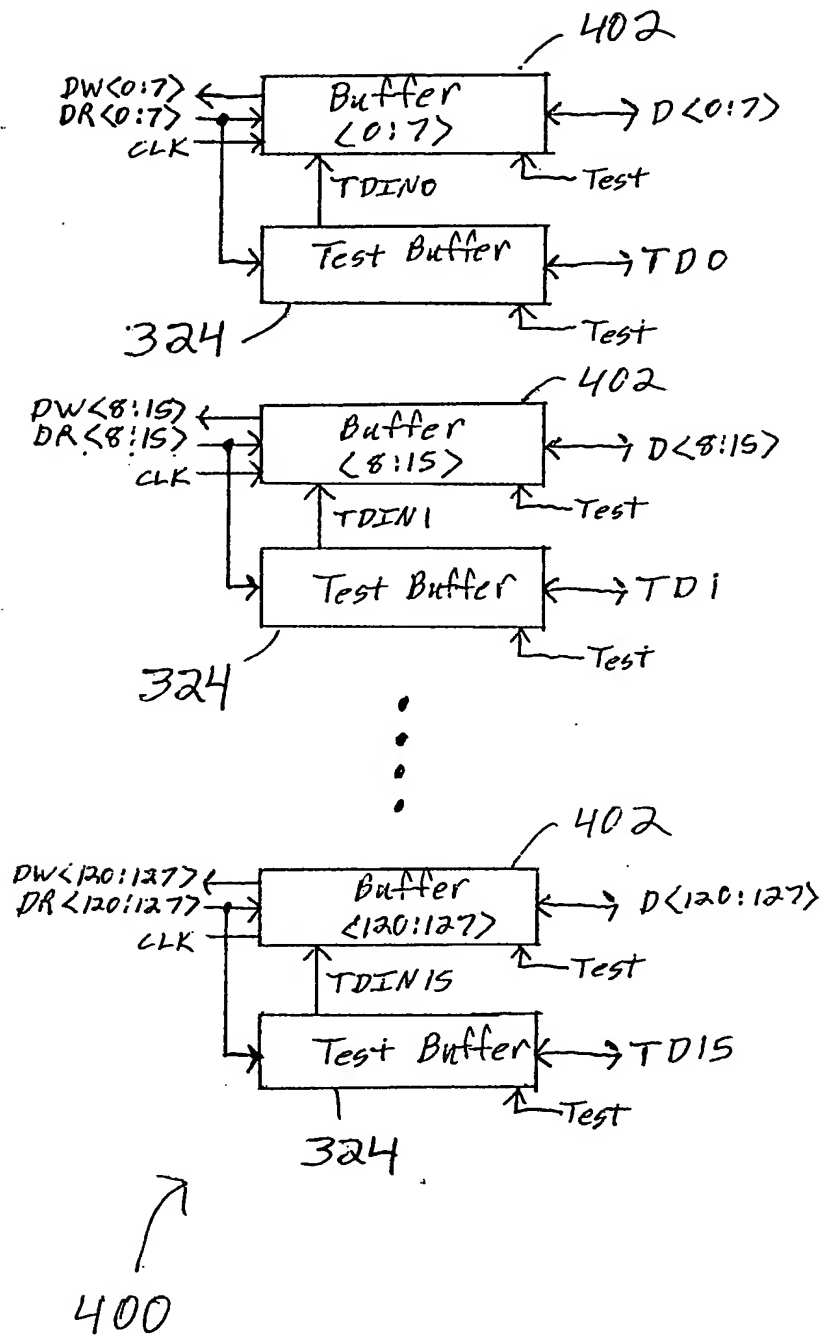 402
DW<0:7>
Buffer
DR<0:7>
<0:7>
D<0:7>
CLK
TDIN0
Test
Test Buffer
TD0
324
Test
402
DW<8:15>
Buffer
DR<8:15>
<8:15>
D<8:15>
CLK
TDIN1
Test
Test Buffer
TD1
Test
324
402
DW<120:127>
Buffer
DR<120:127>
<120:127>
D<120:127>
CLK
TDIN15
Test
Test Buffer
TD15
Test
324
400